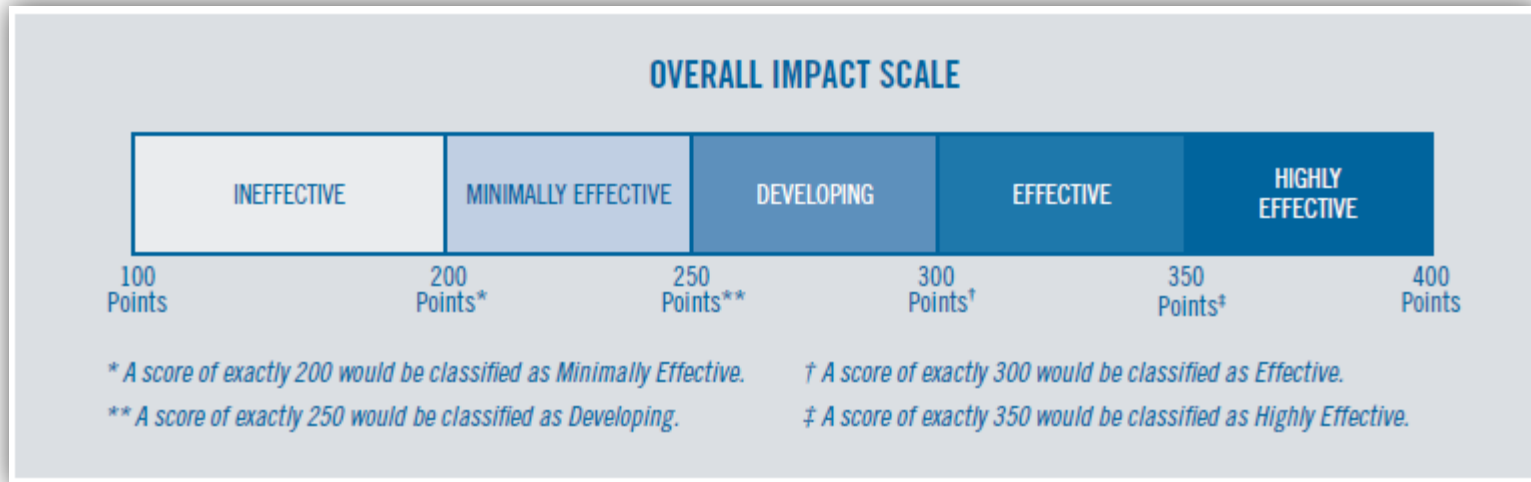 OVERALL IMPACT SCALE
INEFFECTIVE
MINIMALLY EFFECTIVE
DEVELOPING
EFFECTIVE
HIGHLY
EFFECTIVE
100
Points
200
Points*
250
Points**
300
Points†
350
Points‡
400
Points
* A score of exactly 200 would be classified as Minimally Effective.
** A score of exactly 250 would be classified as Developing.
† A score of exactly 300 would be classified as Effective.
‡ A score of exactly 350 would be classified as Highly Effective.